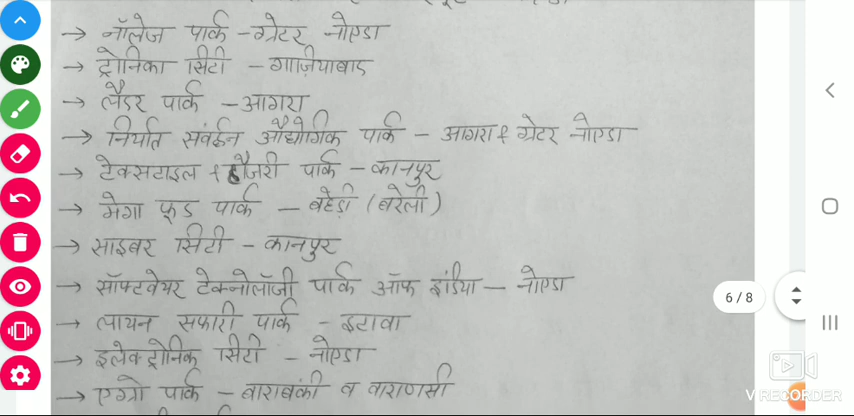 → नॉलेज पार्क - ग्रेटर नोएडा
→ ट्रोनिका सिटी - गाज़ियाबाद
→ लैदर पार्क - आगरा
→ निर्यात संवर्द्धन औद्योगिक पार्क - आगरा & ग्रेटर नोएडा
→ टेक्सटाइल & हौजरी पार्क - कानपुर
→ मेगा फूड पार्क - बहेड़ी (बरेली)
→ साइबर सिटी - कानपुर
→ सॉफ्टवेयर टेक्नोलॉजी पार्क ऑफ इंडिया - नोएडा
6 / 8
→ लायन सफारी पार्क - इटावा
→ इलेक्ट्रोनिक सिटी - नोएडा
→ एग्रो पार्क - बाराबंकी व वाराणसी
V RECORDER